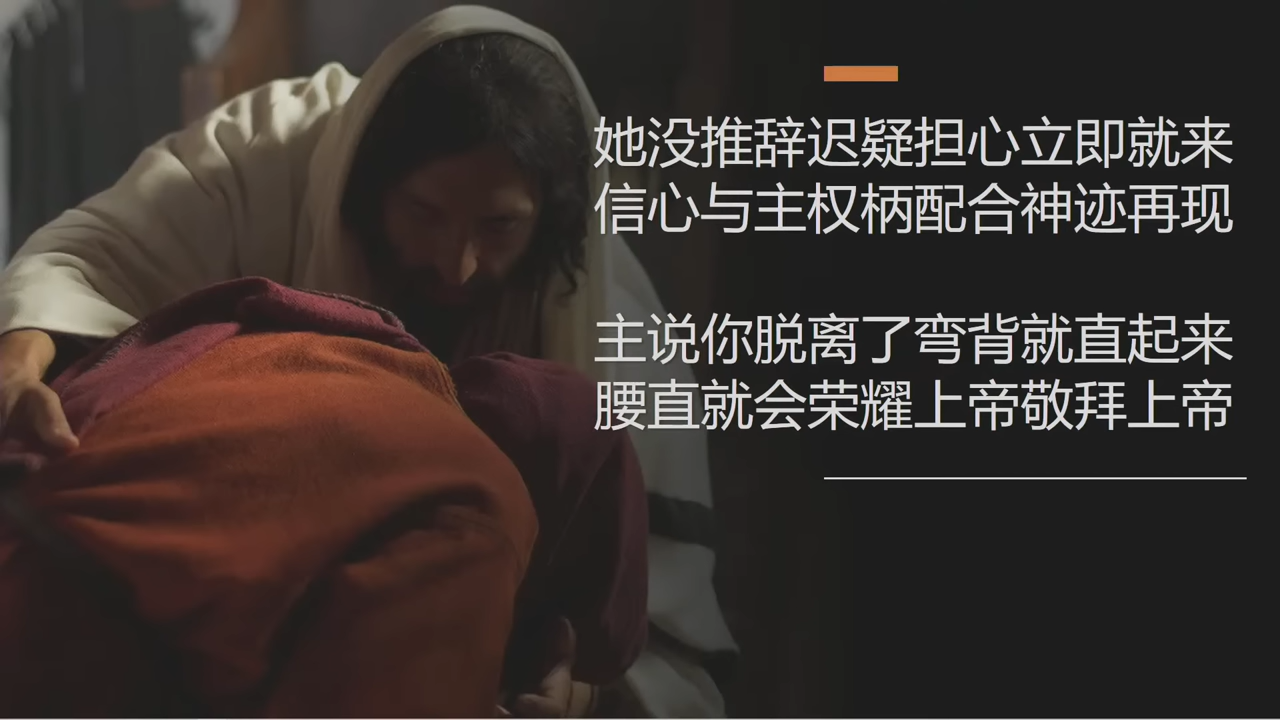 她没推辞迟疑担心立即就来
信心与主权柄配合神迹再现
主说你脱离了弯背就直起来
腰直就会荣耀上帝敬拜上帝